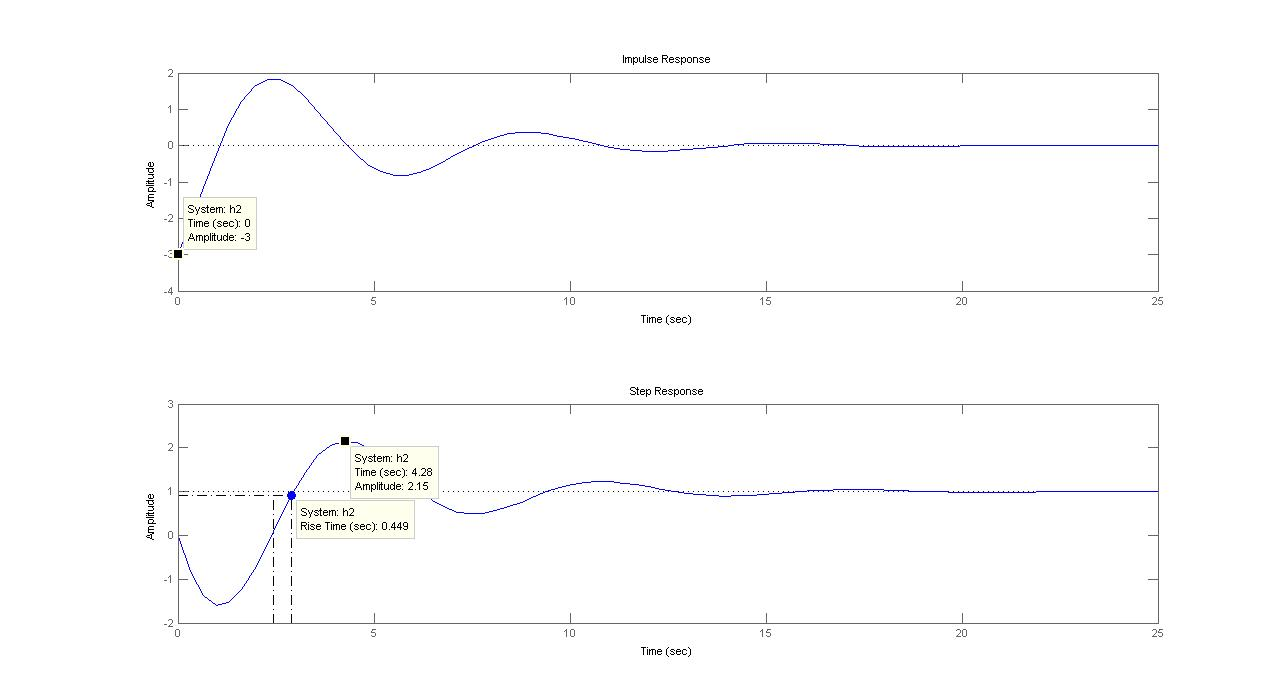 Impulse Response
2
1
0
-1
-2
-3
-4
Amplitude
System: h2
Time (sec): 0
Amplitude: -3
0
5
10
15
20
25
Time (sec)
Step Response
3
2
1
0
-1
-2
Amplitude
System: h2
Time (sec): 4.28
Amplitude: 2.15
System: h2
Rise Time (sec): 0.449
0
5
10
15
20
25
Time (sec)